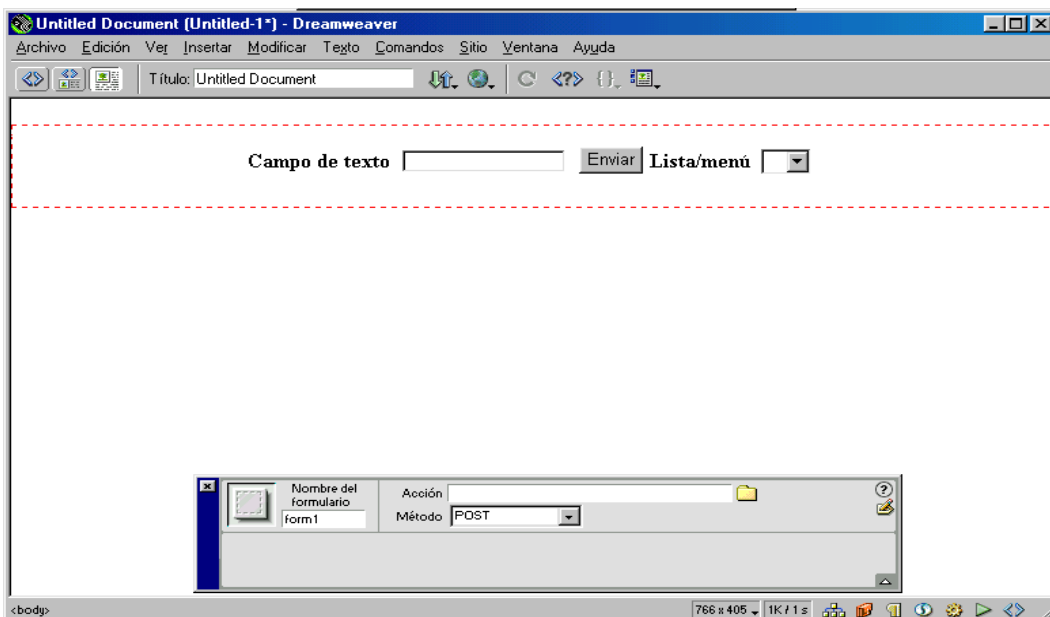 Untitled Document (Untitled-1*) - Dreamweaver
Archivo Edición Ver Insertar Modificar Texto Comandos Sitio Ventana Ayuda
Título: Untitled Document
Campo de texto Enviar Lista/menú
Nombre del formulario
form1
Acción
Método POST
<body> 766 x 405 1K / 1 s